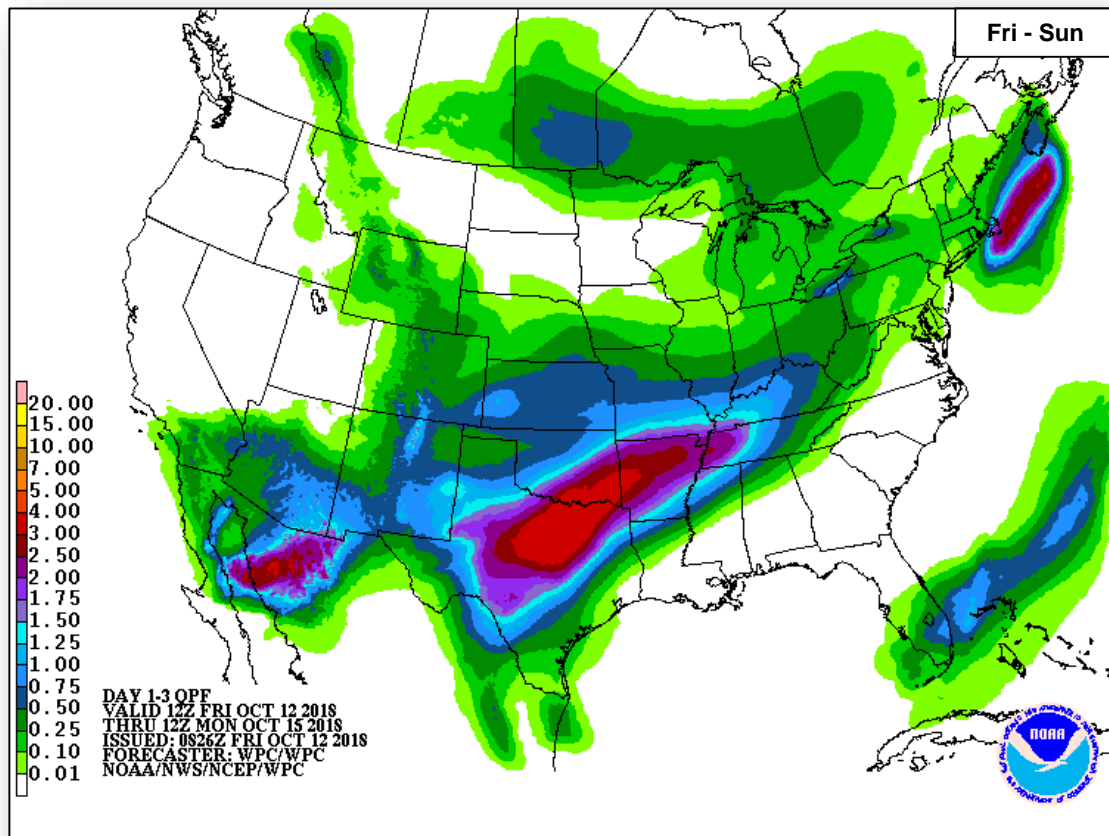 Fri - Sun
20.00
15.00
10.00
7.00
5.00
4.00
3.00
2.50
2.00
1.75
1.50
1.25
1.00
0.75
0.50
0.25
0.10
0.01
DAY 1-3 QPF
VALID 12Z FRI OCT 12 2018
THRU 12Z MON OCT 15 2018
ISSUED: 0826Z FRI OCT 12 2018
FORECASTER: WPC/WPC
NOAA/NWS/NCEP/WPC
NOAA